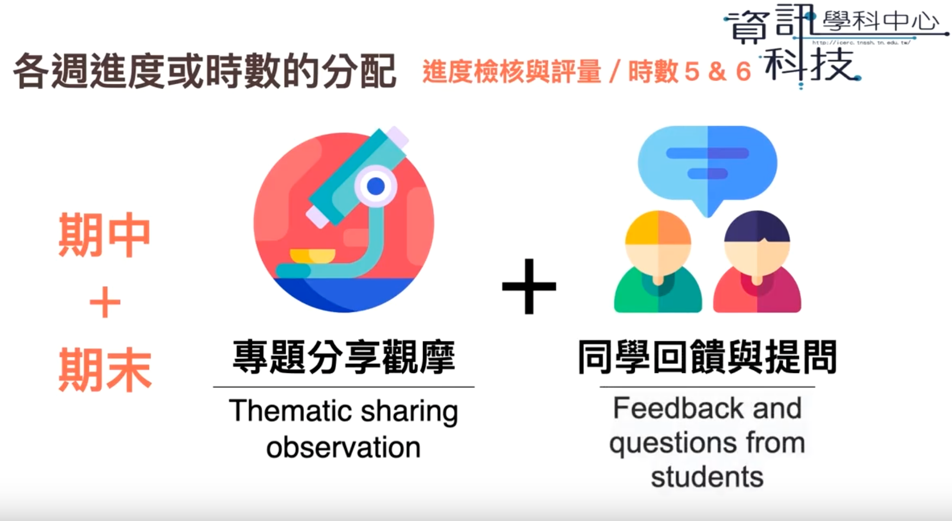 各週進度或時數的分配 進度檢核與評量 / 時數 5 & 6
資訊科技 學科中心
http://icerc.tnssh.tn.edu.tw/
期中
+
期末
+
專題分享觀摩
Thematic sharing
observation
同學回饋與提問
Feedback and
questions from
students